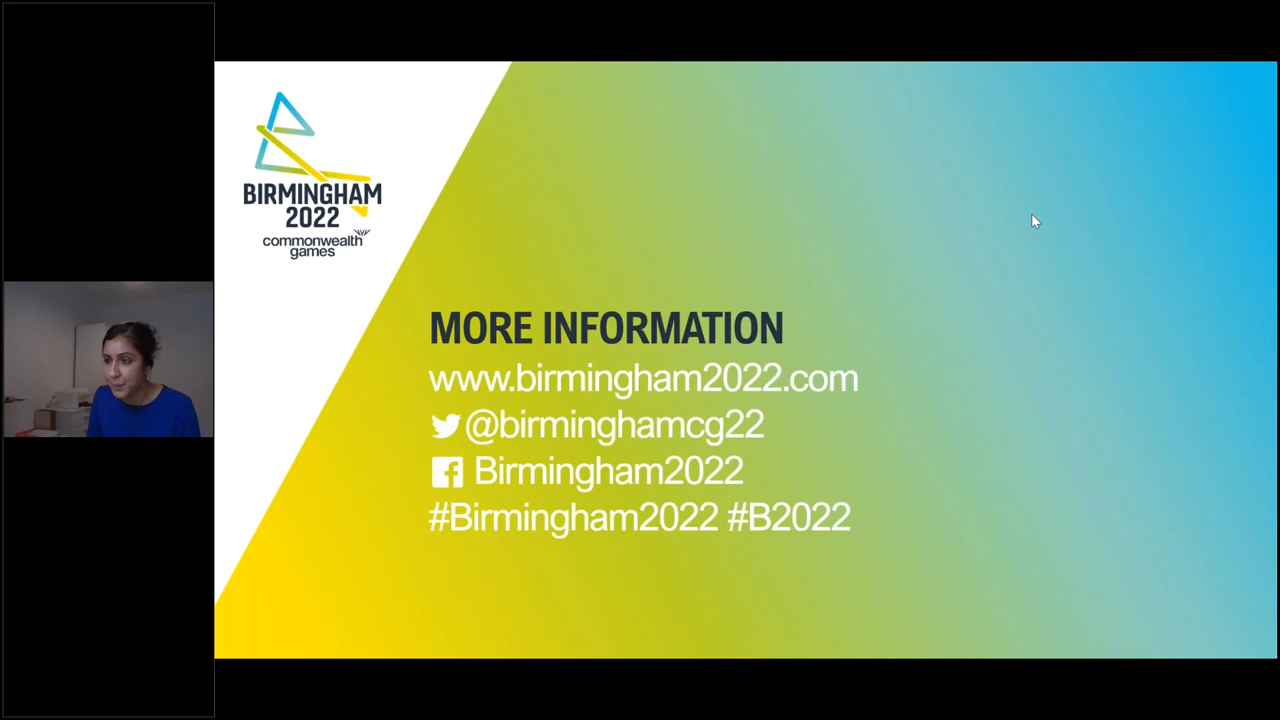 BIRMINGHAM
2022
commonwealth
games
MORE INFORMATION
www.birmingham2022.com
@birminghamcg22
Birmingham2022
#Birmingham2022 #B2022